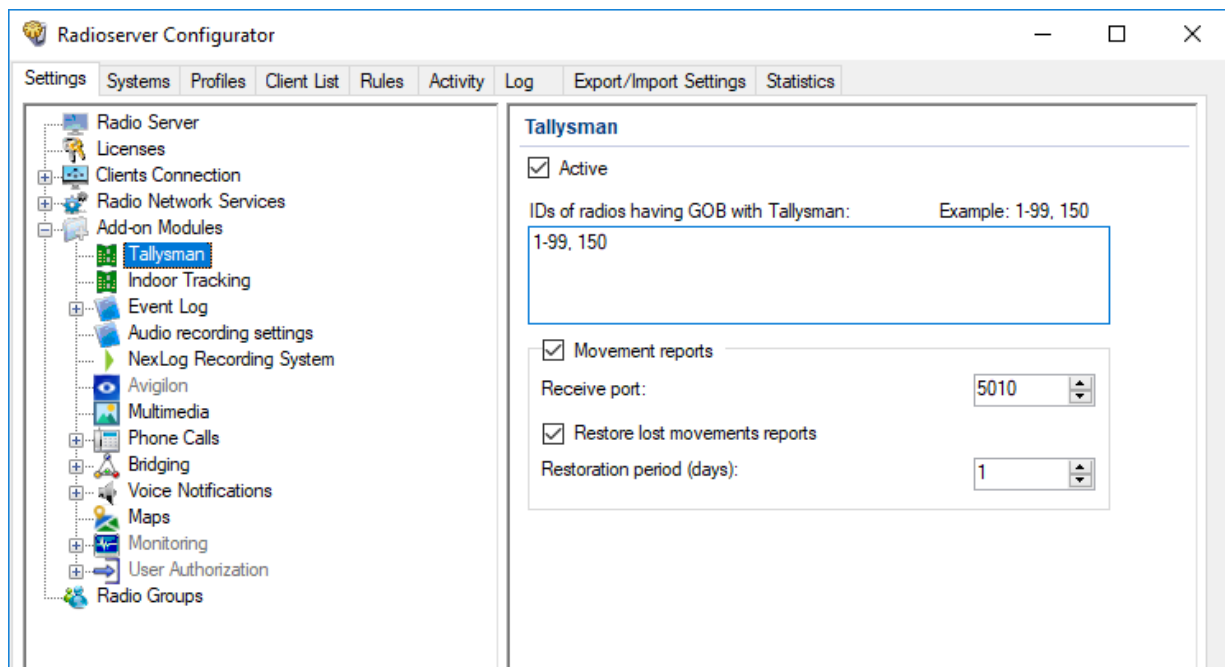 Radioserver Configurator
Settings Systems Profiles Client List Rules Activity Log Export/Import Settings Statistics
Radio Server
Licenses
Clients Connection
Radio Network Services
Add-on Modules
Tallysman
Indoor Tracking
Event Log
Audio recording settings
NexLog Recording System
Avigilon
Multimedia
Phone Calls
Bridging
Voice Notifications
Maps
Monitoring
User Authorization
Radio Groups
Tallysman
Active
IDs of radios having GOB with Tallysman: Example: 1-99, 150
1-99, 150
Movement reports
Receive port: 5010
Restore lost movements reports
Restoration period (days): 1